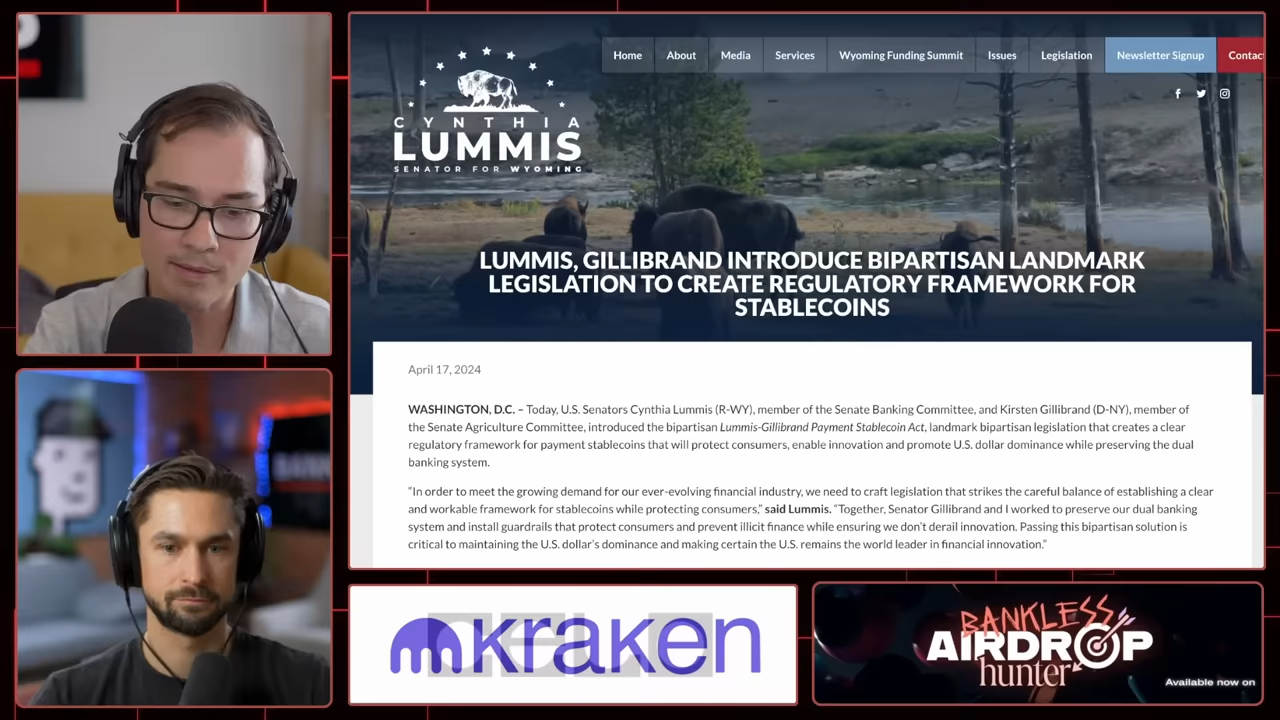 Home About Media Services Wyoming Funding Summit Issues Legislation Newsletter Signup Contac
CYNTHIA
LUMMIS
SENATOR FOR WYOMING
LUMMIS, GILLIBRAND INTRODUCE BIPARTISAN LANDMARK
LEGISLATION TO CREATE REGULATORY FRAMEWORK FOR
STABLECOINS
April 17, 2024
WASHINGTON, D.C. – Today, U.S. Senators Cynthia Lummis (R-WY), member of the Senate Banking Committee, and Kirsten Gillibrand (D-NY), member of
the Senate Agriculture Committee, introduced the bipartisan Lummis-Gillibrand Payment Stablecoin Act, landmark bipartisan legislation that creates a clear
regulatory framework for payment stablecoins that will protect consumers, enable innovation and promote U.S. dollar dominance while preserving the dual
banking system.
“In order to meet the growing demand for our ever-evolving financial industry, we need to craft legislation that strikes the careful balance of establishing a clear
and workable framework for stablecoins while protecting consumers,” said Lummis. “Together, Senator Gillibrand and I worked to preserve our dual banking
system and install guardrails that protect consumers and prevent illicit finance while ensuring we don’t derail innovation. Passing this bipartisan solution is
critical to maintaining the U.S. dollar’s dominance and making certain the U.S. remains the world leader in financial innovation.”
kraken
BANKLESS
AIRDROP
hunter
Available now on